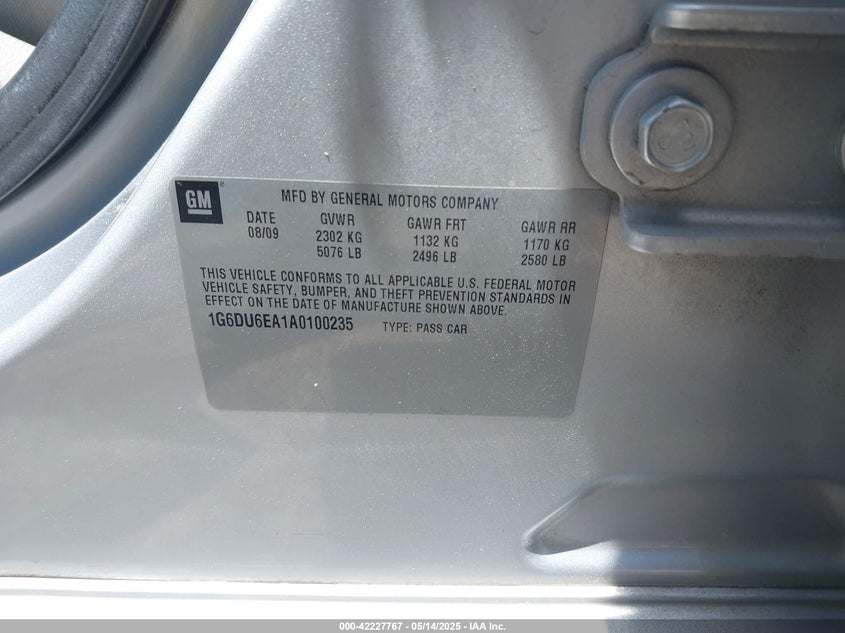 GM
MFD BY GENERAL MOTORS COMPANY
DATE GVWR GAWR FRT GAWR RR
08/09 2302 KG 1132 KG 1170 KG
5076 LB 2496 LB 2580 LB
THIS VEHICLE CONFORMS TO ALL APPLICABLE U.S. FEDERAL MOTOR
VEHICLE SAFETY, BUMPER, AND THEFT PREVENTION STANDARDS IN
EFFECT ON THE DATE OF MANUFACTURE SHOWN ABOVE.
1G6DU6EA1A0100235 TYPE: PASS CAR
000-42227767 - 05/14/2025 - IAA Inc.